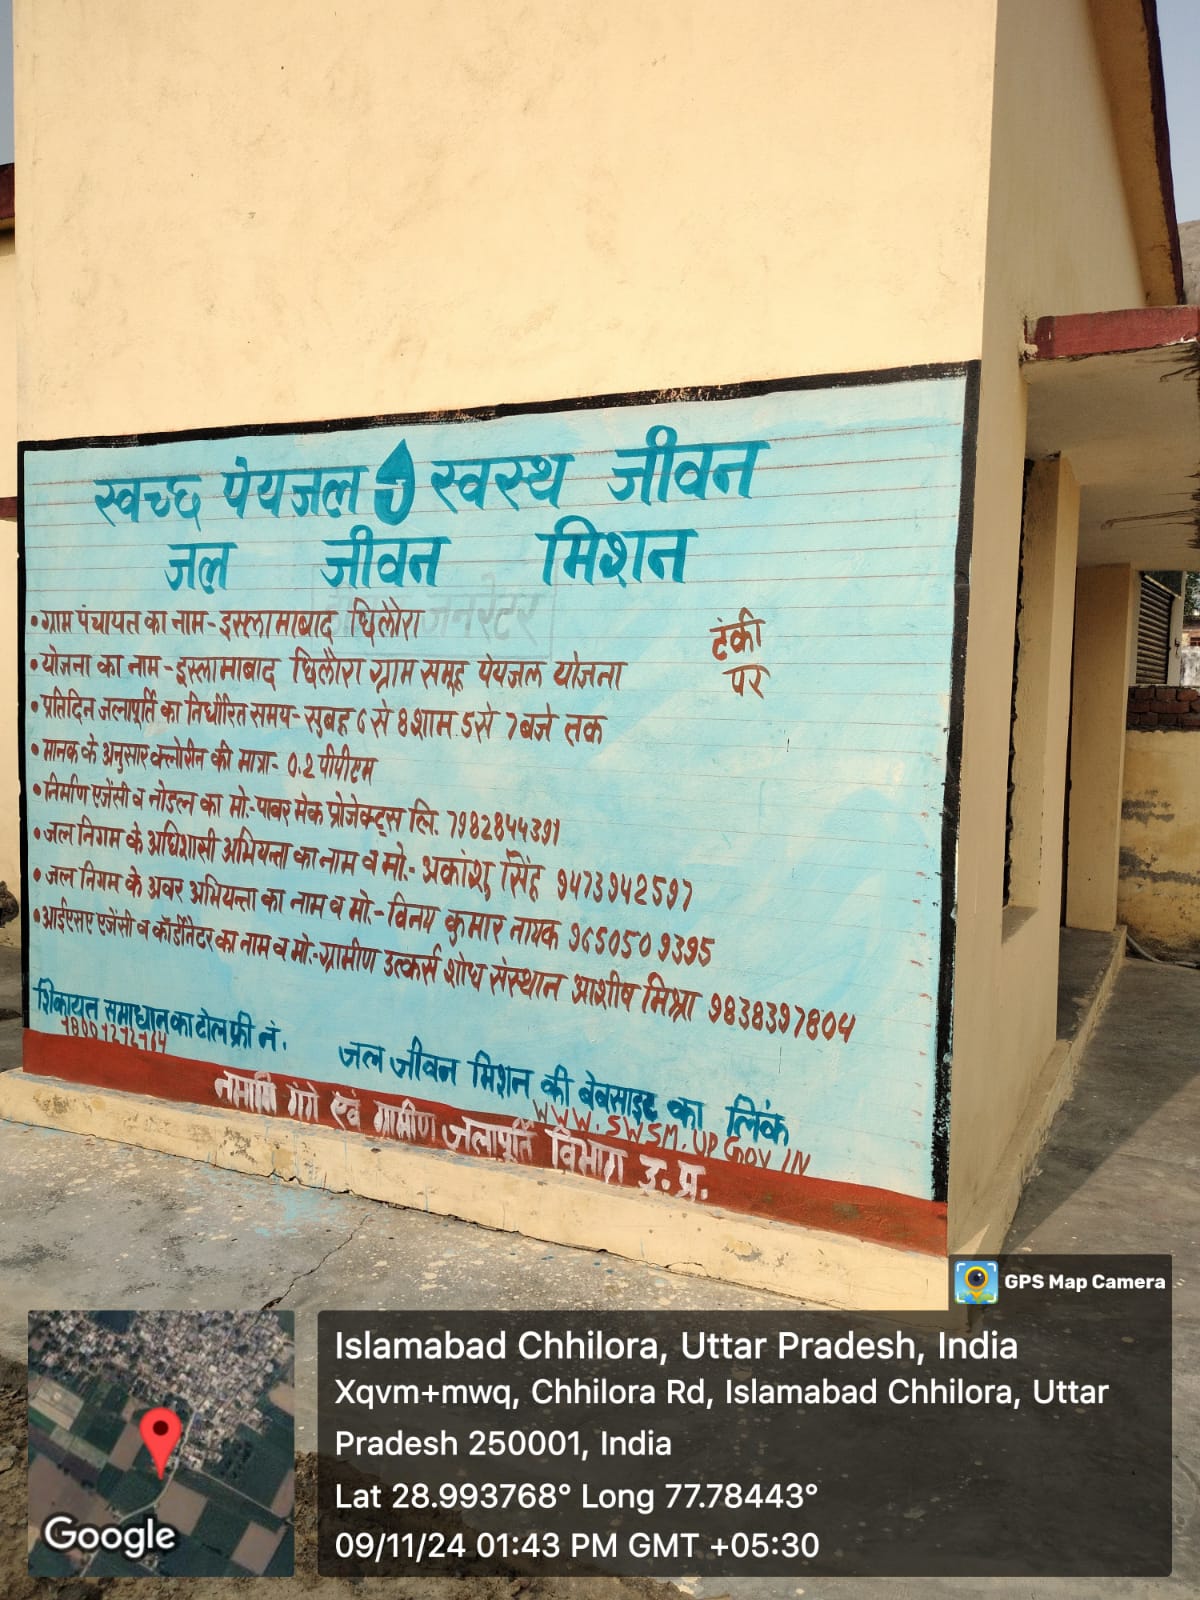 स्वच्छ पेयजल स्वस्थ जीवन
जल जीवन मिशन
जनरेटर
• ग्राम पंचायत का नाम - इस्लामाबाद छिलौरा
टंकी
पर
• योजना का नाम - इस्लामाबाद छिलौरा ग्राम समूह पेयजल योजना
• प्रतिदिन जलापूर्ति का निर्धारित समय - सुबह 6 से 8 शाम 5 से 7 बजे तक
• मानक के अनुसार क्लोरीन की मात्रा - 0.2 पीपीएम
• निर्माण एजेंसी व नोडल का मो.- पावर मेक प्रोजेक्ट्स लि. 7982844391
• जल निगम के अधिशासी अभियन्ता का नाम व मो.- अकांशु सिंह 9473942597
• जल निगम के अवर अभियन्ता का नाम व मो.- विनय कुमार नायक 9650509395
• आईएसए एजेंसी व कॉर्डीनेटर का नाम व मो.- ग्रामीण उत्कर्स शोध संस्थान आशीष मिश्रा 9838397804
शिकायत समाधान का टोल फ्री नं.
जल जीवन मिशन की बेवसाइट का लिंक
WWW.SWSM.UP GOV IN
नमामि गंगे एवं ग्रामीण जलापूर्ति विभाग उ.प्र.
GPS Map Camera
Islamabad Chhilora, Uttar Pradesh, India
Xqvm+mwq, Chhilora Rd, Islamabad Chhilora, Uttar
Pradesh 250001, India
Lat 28.993768° Long 77.78443°
09/11/24 01:43 PM GMT +05:30
Google